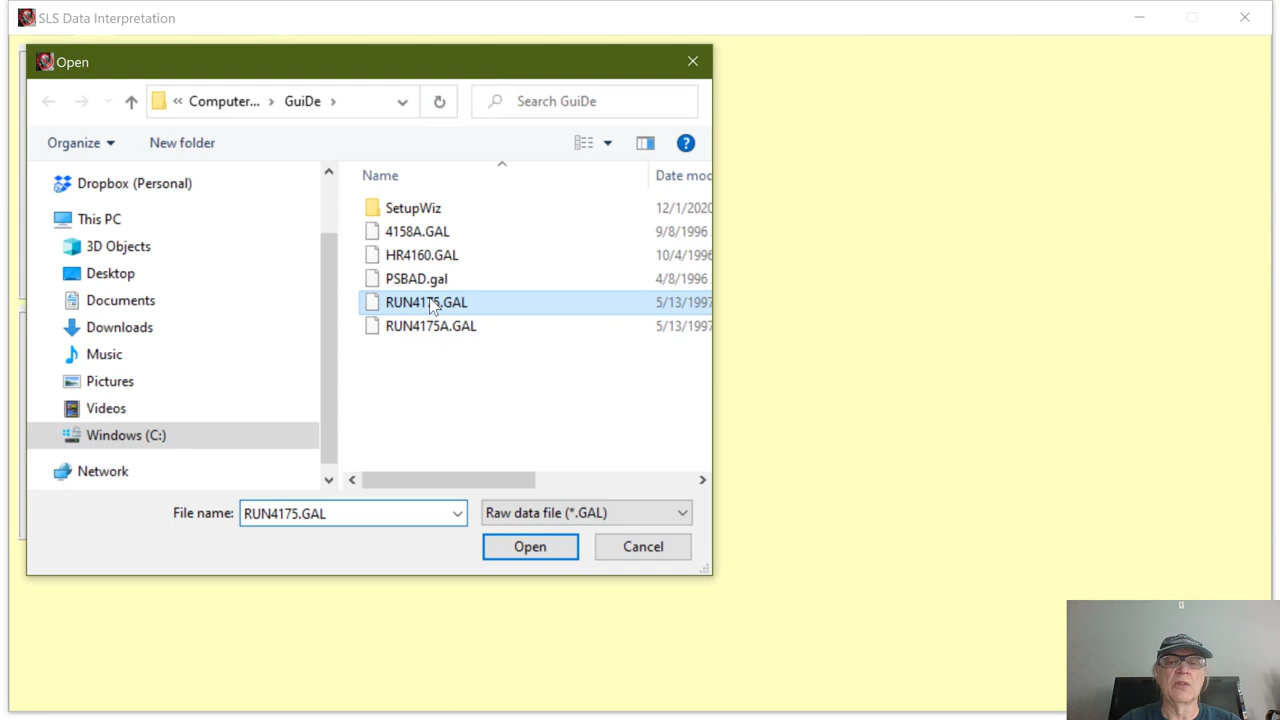 SLS Data Interpretation
Open
« Computer... > GuiDe >
Search GuiDe
Organize
New folder
Dropbox (Personal)
This PC
3D Objects
Desktop
Documents
Downloads
Music
Pictures
Videos
Windows (C:)
Network
Name Date moc
SetupWiz 12/1/2020
4158A.GAL 9/8/1996
HR4160.GAL 10/4/1996
PSBAD.gal 4/8/1996
RUN4175.GAL 5/13/1997
RUN4175A.GAL 5/13/1997
File name: RUN4175.GAL
Raw data file (*.GAL)
Open
Cancel